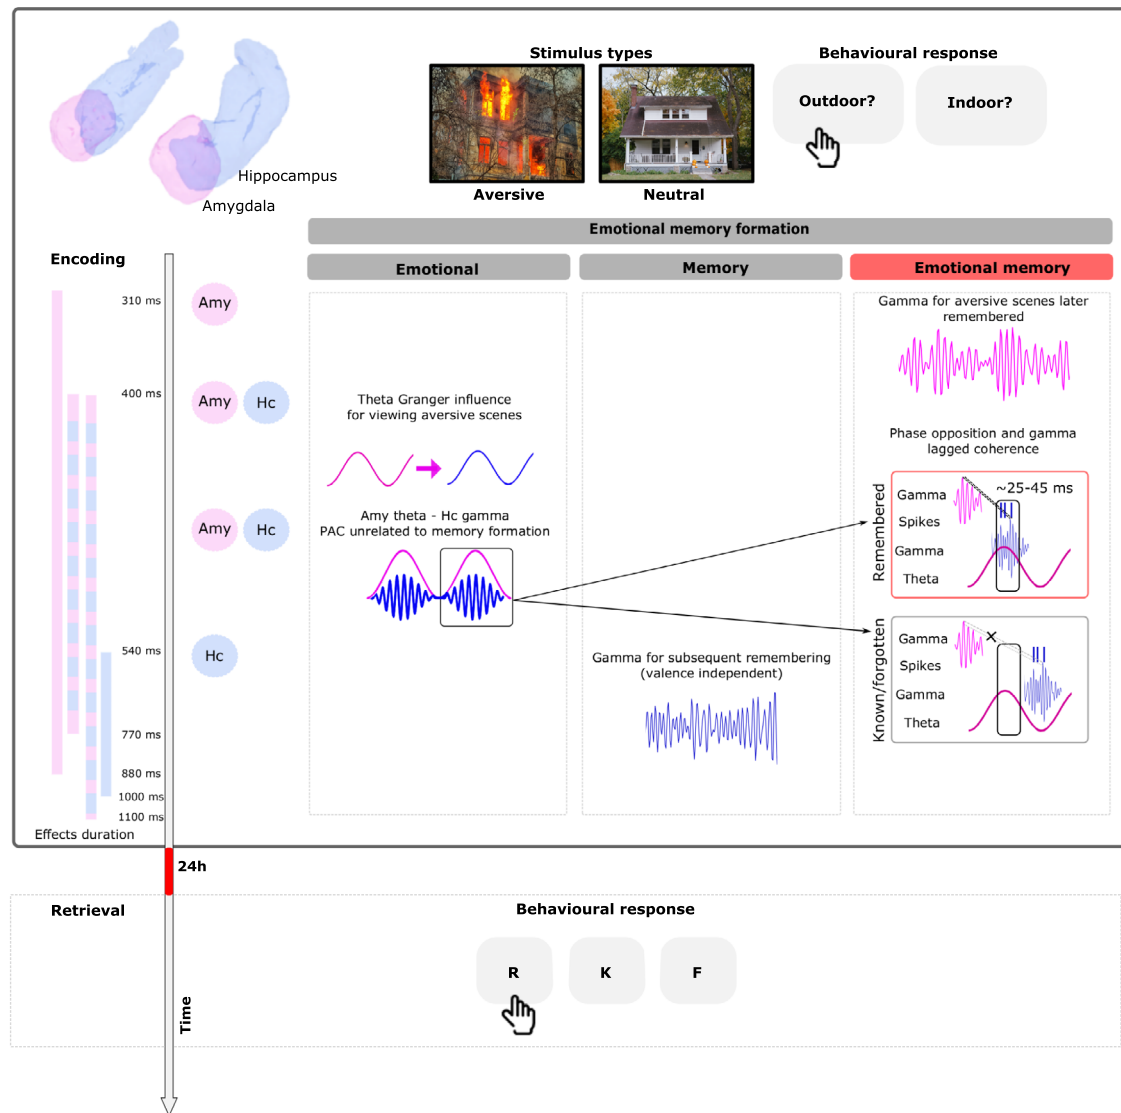 Stimulus types
Behavioural response
Outdoor?
Indoor?
Hippocampus
Amygdala
Aversive
Neutral
Emotional memory formation
Encoding
Emotional
Memory
Emotional memory
310 ms
Amy
Gamma for aversive scenes later
remembered
400 ms
Amy
Hc
Theta Granger influence
for viewing aversive scenes
Phase opposition and gamma
lagged coherence
Amy
Hc
Amy theta - Hc gamma
PAC unrelated to memory formation
Remembered
Gamma
~25-45 ms
Spikes
Gamma
Theta
540 ms
Hc
Gamma for subsequent remembering
(valence independent)
Known/forgotten
Gamma
Spikes
Gamma
Theta
770 ms
880 ms
1000 ms
1100 ms
Effects duration
24h
Retrieval
Behavioural response
R
K
F
Time